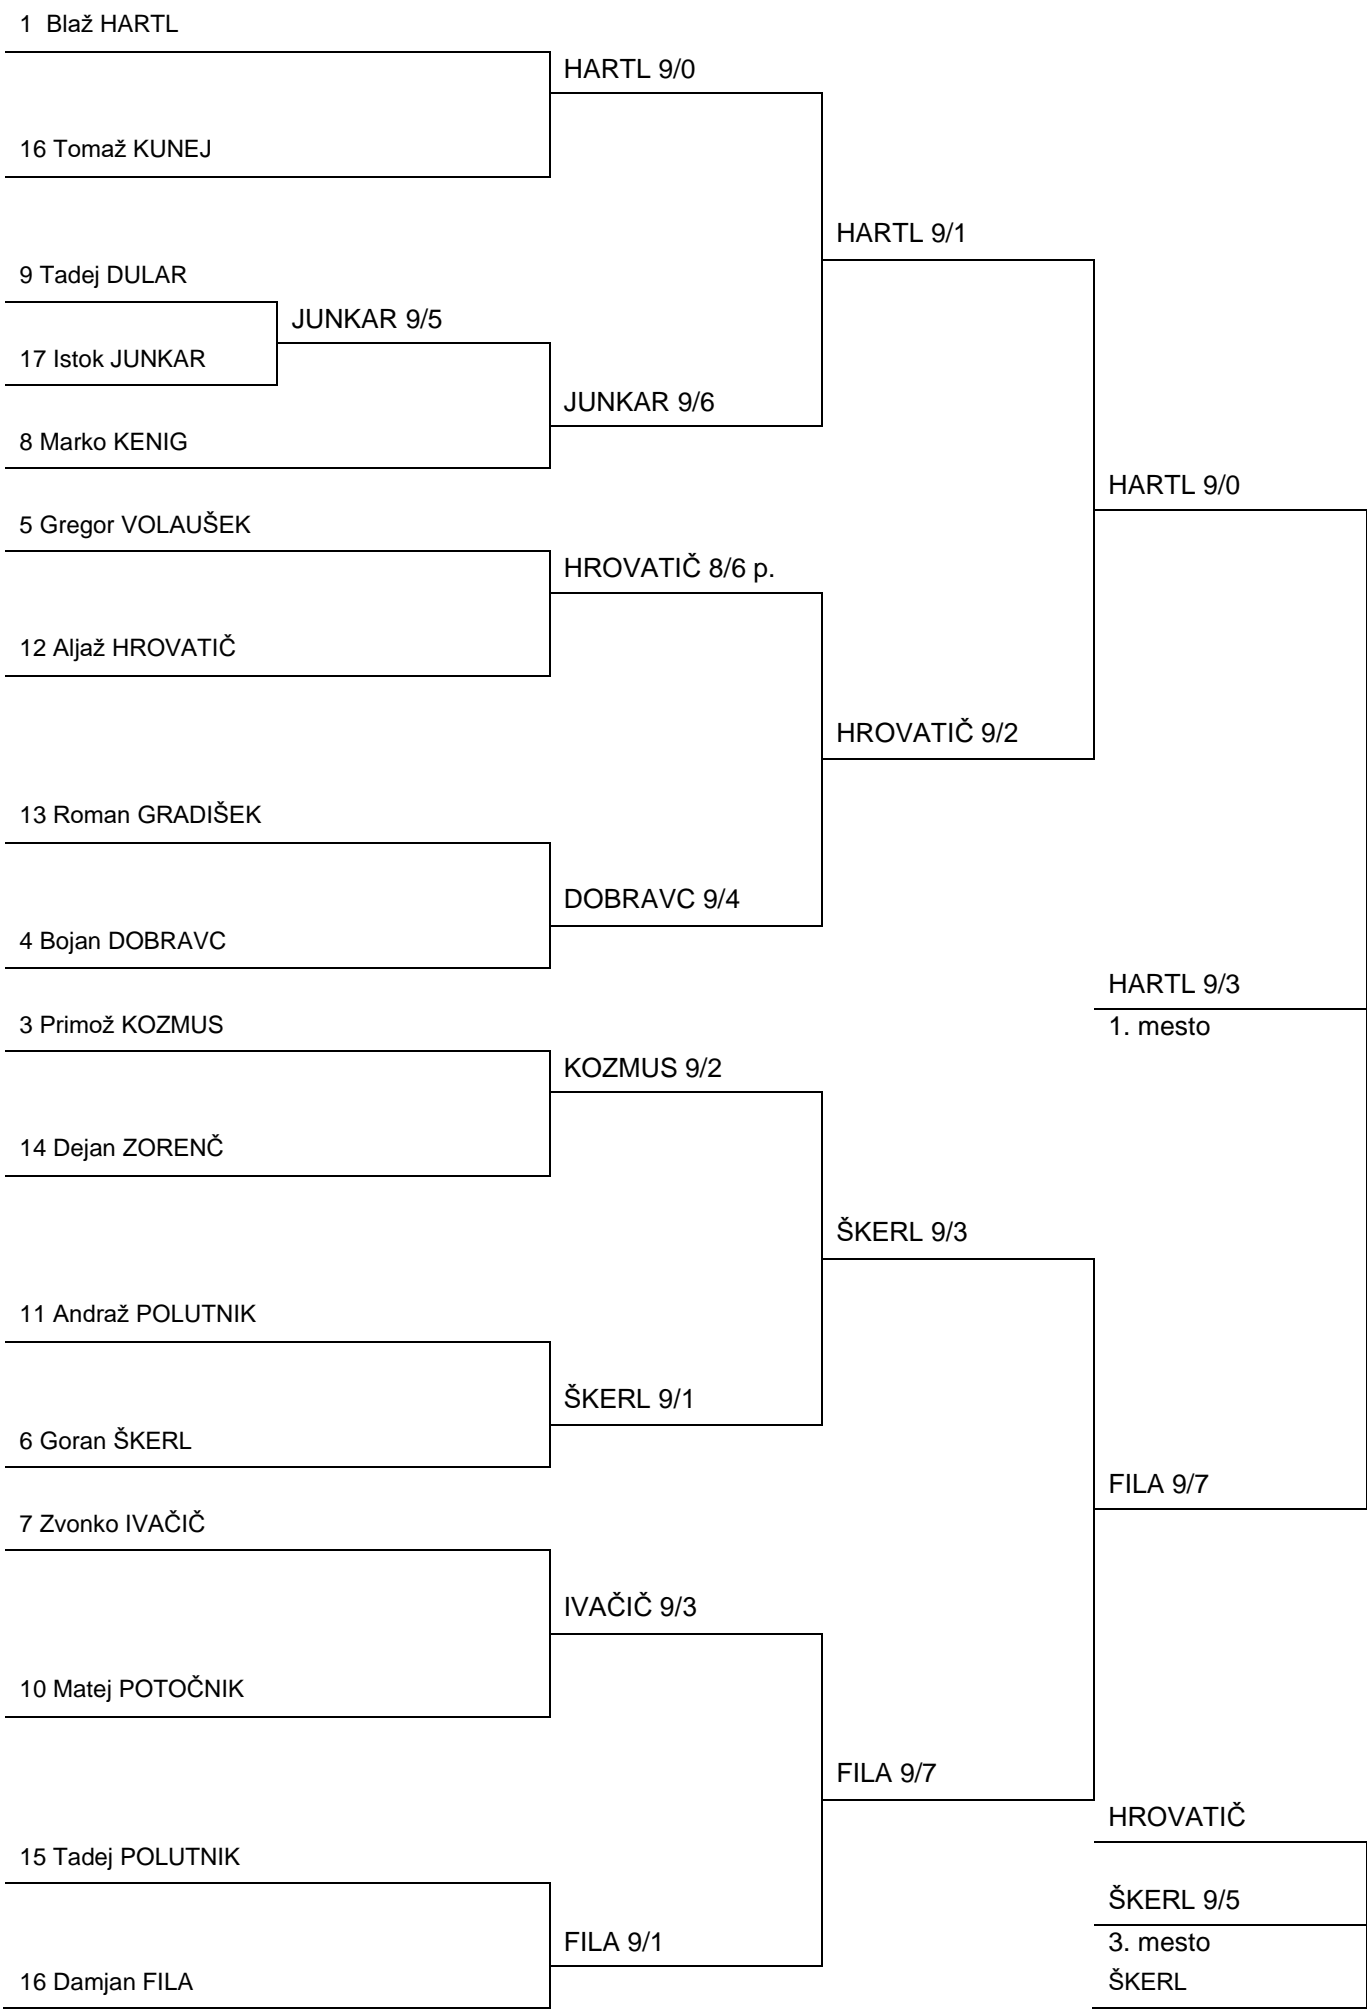 1 Blaž HARTL
HARTL 9/0
16 Tomaž KUNEJ
HARTL 9/1
9 Tadej DULAR
JUNKAR 9/5
17 Istok JUNKAR
JUNKAR 9/6
8 Marko KENIG
HARTL 9/0
5 Gregor VOLAUŠEK
HROVATIČ 8/6 p.
12 Aljaž HROVATIČ
HROVATIČ 9/2
13 Roman GRADIŠEK
DOBRAVC 9/4
4 Bojan DOBRAVC
HARTL 9/3
3 Primož KOZMUS
1. mesto
KOZMUS 9/2
14 Dejan ZORENČ
ŠKERL 9/3
11 Andraž POLUTNIK
ŠKERL 9/1
6 Goran ŠKERL
FILA 9/7
7 Zvonko IVAČIČ
IVAČIČ 9/3
10 Matej POTOČNIK
FILA 9/7
HROVATIČ
15 Tadej POLUTNIK
ŠKERL 9/5
FILA 9/1
3. mesto
16 Damjan FILA
ŠKERL